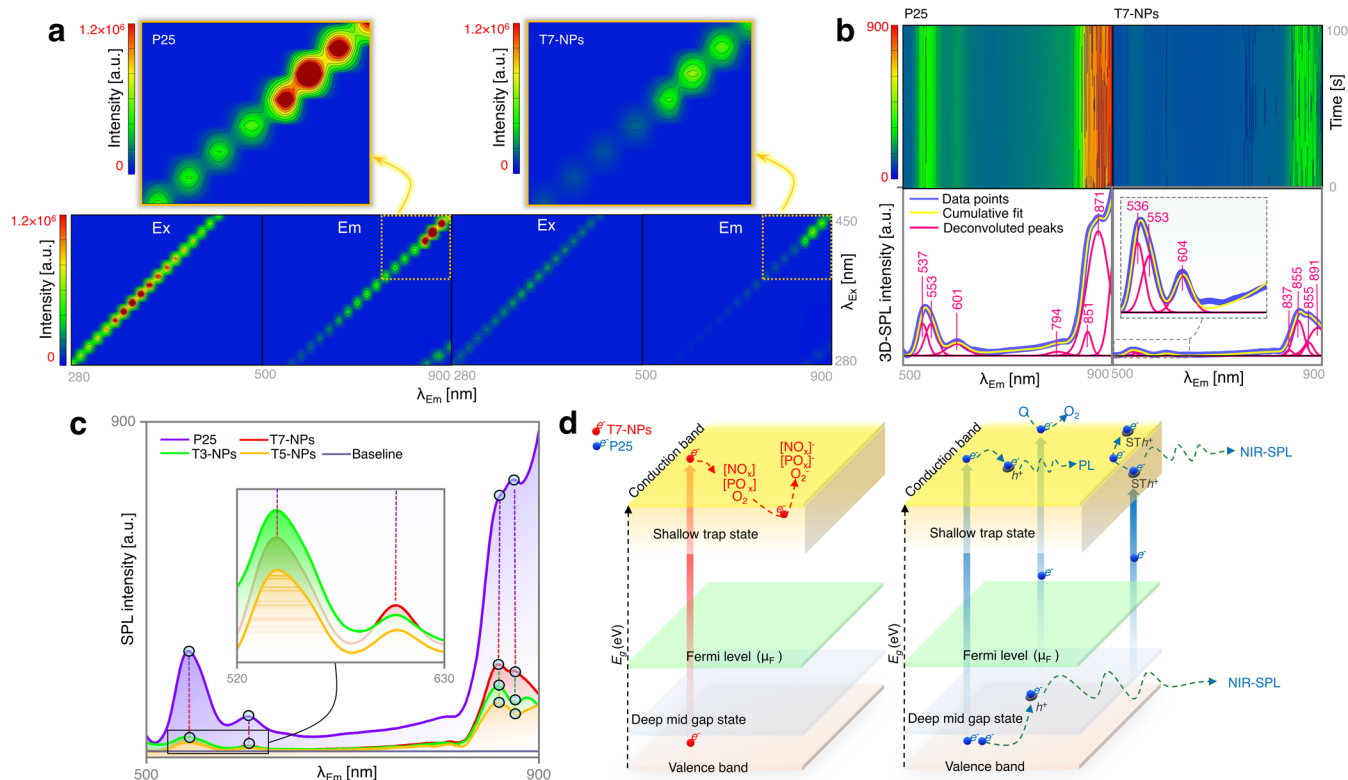 a
1.2×10⁶
Intensity [a.u.]
0
P25
1.2×10⁶
Intensity [a.u.]
0
T7-NPs
1.2×10⁶
Intensity [a.u.]
0
Ex
Em
Ex
Em
450
λEx [nm]
280
280
500
900
280
500
900
λEm [nm]
b
P25
T7-NPs
900
Intensity [a.u.]
0
100
Time [s]
0
3D-SPL intensity [a.u.]
Data points
Cumulative fit
Deconvoluted peaks
537
553
601
794
851
871
536
553
604
837
855
855
891
500
900
500
900
λEm [nm]
λEm [nm]
c
900
SPL intensity [a.u.]
P25
T7-NPs
T3-NPs
T5-NPs
Baseline
520
630
500
900
λEm [nm]
d
e- T7-NPs
e- P25
Conduction band
e-
[NOx]
[POx]
O2
[NOx]-
[POx]-
O2-
e-
Shallow trap state
Eg (eV)
Fermi level (μF)
Deep mid gap state
e-
Valence band
Conduction band
O
e-
O2
e-
e-
h+
PL
e-
STh+
e-
e-
STh+
NIR-SPL
Shallow trap state
e-
e-
Eg (eV)
Fermi level (μF)
e-
h+
NIR-SPL
Deep mid gap state
e-
e-
Valence band